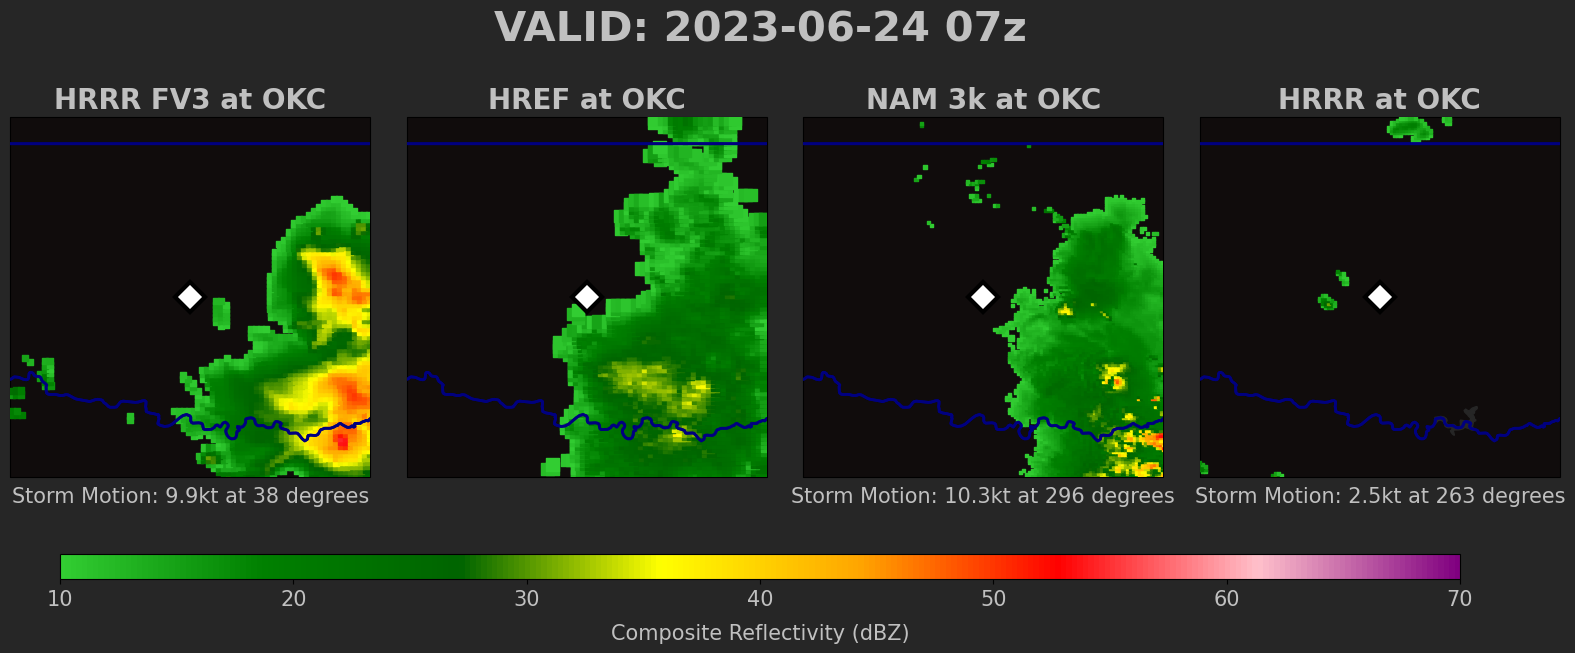 VALID: 2023-06-24 07z
HRRR FV3 at OKC
HREF at OKC
NAM 3k at OKC
HRRR at OKC
Storm Motion: 9.9kt at 38 degrees
Storm Motion: 10.3kt at 296 degrees
Storm Motion: 2.5kt at 263 degrees
10 20 30 40 50 60 70
Composite Reflectivity (dBZ)